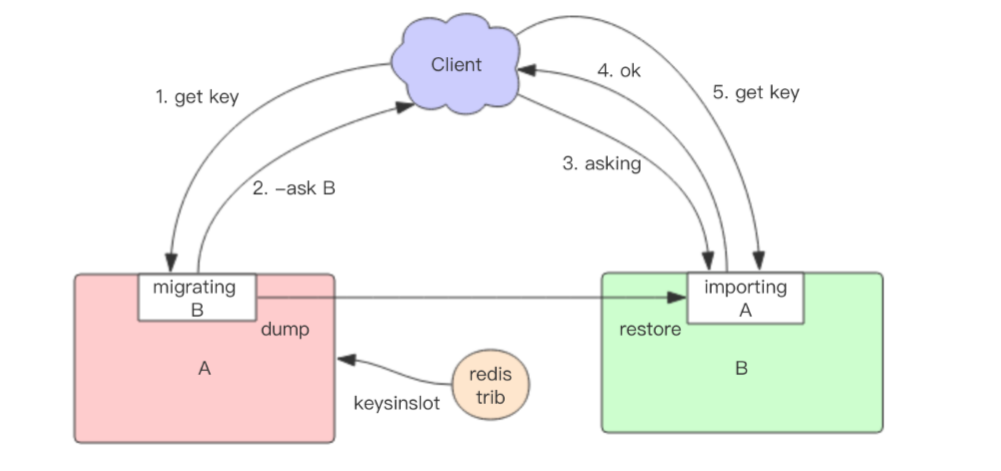 Client
1. get key
4. ok
5. get key
3. asking
2. –ask B
migrating
B
importing
A
dump
restore
A
redis
trib
B
keysinslot